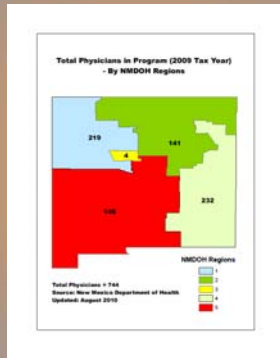 Total Physicians in Program (2009 Tax Year)
- By NMDOH Regions
219
141
4
232
148
NMDOH Regions
1
2
3
4
5
Total Physicians = 744
Source: New Mexico Department of Health
Updated: August 2010